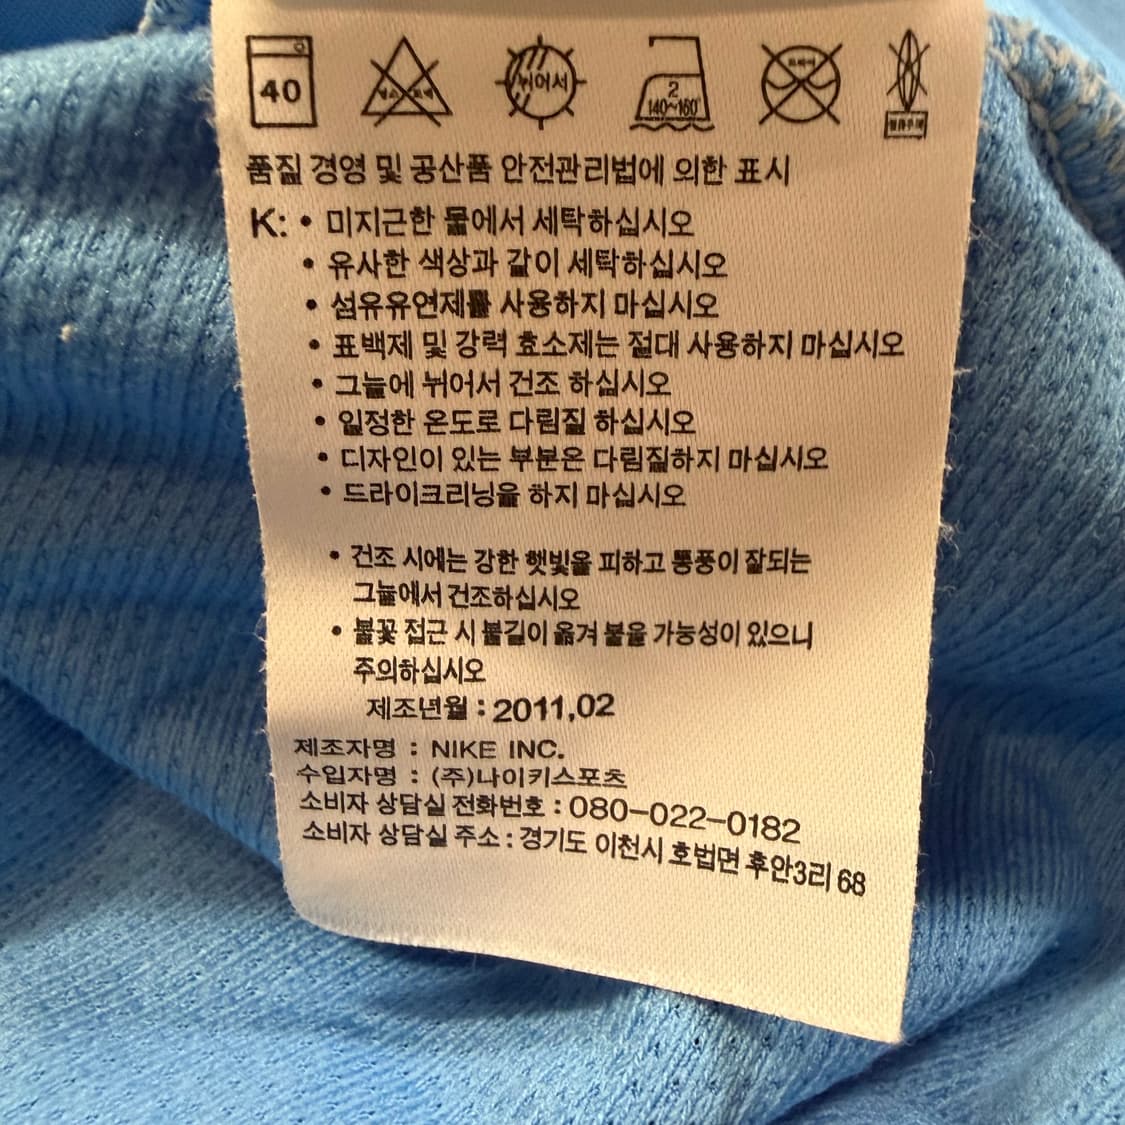 40 뉘어서 2 140~160°
품질 경영 및 공산품 안전관리법에 의한 표시
K: • 미지근한 물에서 세탁하십시오
• 유사한 색상과 같이 세탁하십시오
• 섬유유연제를 사용하지 마십시오
• 표백제 및 강력 효소제는 절대 사용하지 마십시오
• 그늘에 뉘어서 건조 하십시오
• 일정한 온도로 다림질 하십시오
• 디자인이 있는 부분은 다림질하지 마십시오
• 드라이크리닝을 하지 마십시오
• 건조 시에는 강한 햇빛을 피하고 통풍이 잘되는
그늘에서 건조하십시오
• 불꽃 접근 시 불길이 옮겨 붙을 가능성이 있으니
주의하십시오
제조년월 : 2011,02
제조자명 : NIKE INC.
수입자명 : (주)나이키스포츠
소비자 상담실 전화번호 : 080-022-0182
소비자 상담실 주소 : 경기도 이천시 호법면 후안3리 68